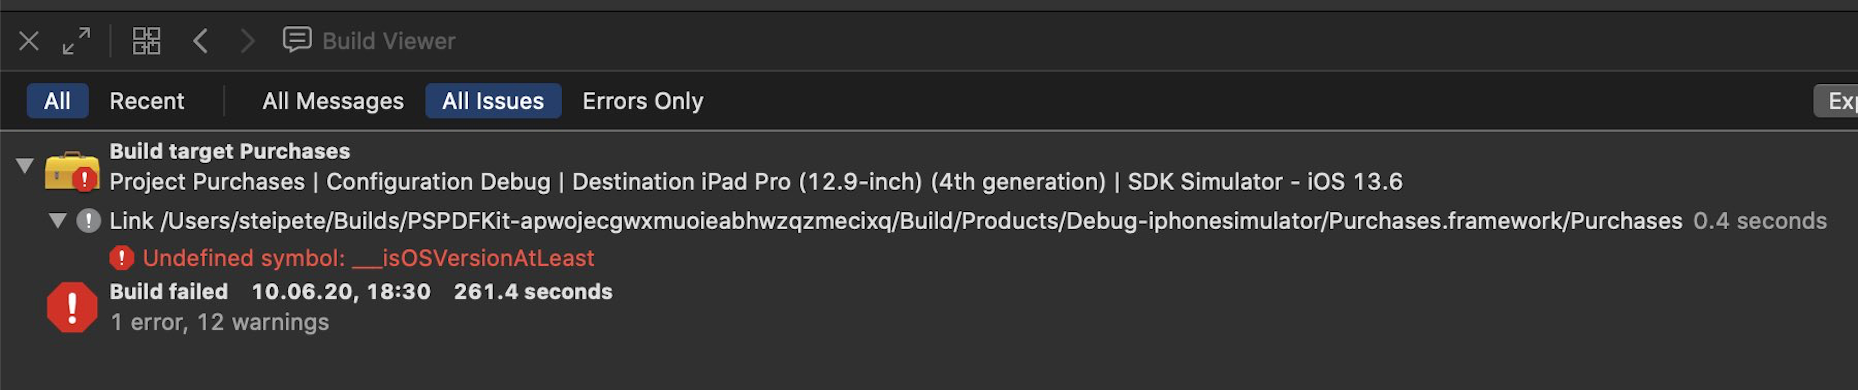 Build Viewer
All Recent All Messages All Issues Errors Only
Build target Purchases
Project Purchases | Configuration Debug | Destination iPad Pro (12.9-inch) (4th generation) | SDK Simulator - iOS 13.6
Link /Users/steipete/Builds/PSPDFKit-apwojecgwxmuoieabhwzqzmecixq/Build/Products/Debug-iphonesimulator/Purchases.framework/Purchases 0.4 seconds
Undefined symbol: ___isOSVersionAtLeast
Build failed 10.06.20, 18:30 261.4 seconds
1 error, 12 warnings